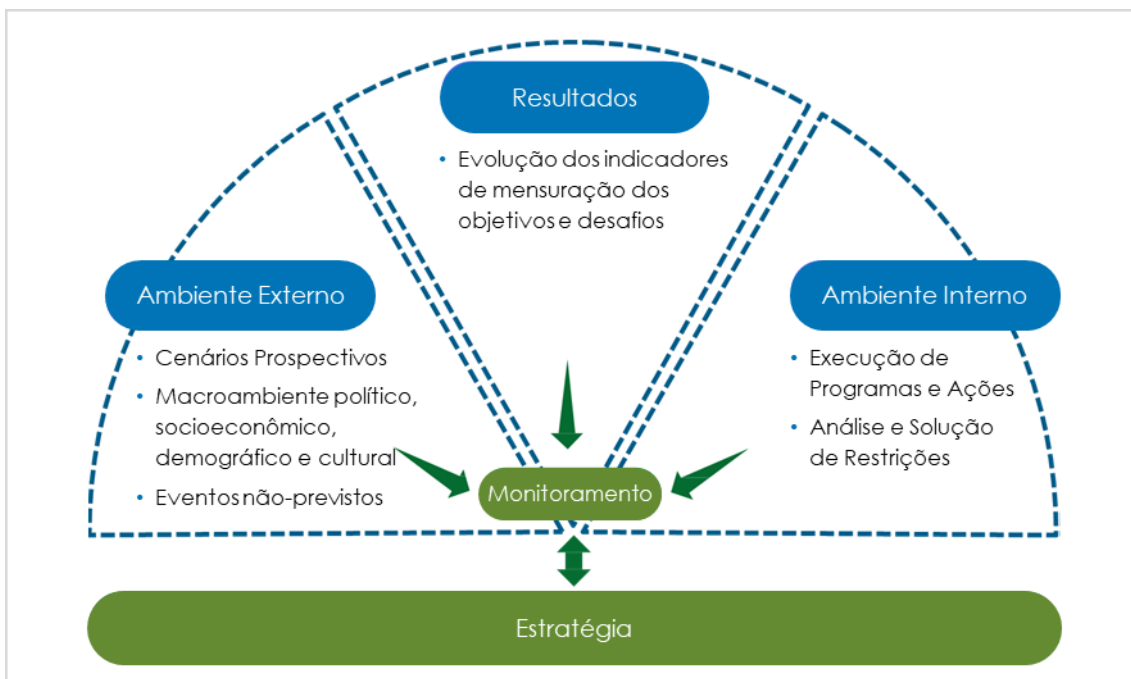 Resultados
• Evolução dos indicadores
de mensuração dos
objetivos e desafios
Ambiente Externo
• Cenários Prospectivos
• Macroambiente político,
socioeconômico,
demográfico e cultural
• Eventos não-previstos
Ambiente Interno
• Execução de
Programas e Ações
• Análise e Solução
de Restrições
Monitoramento
Estratégia